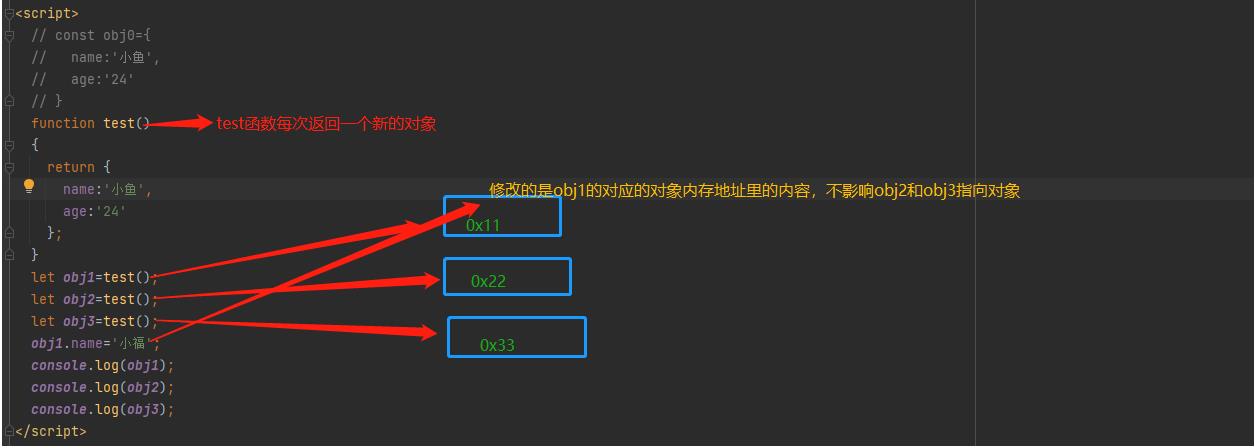 <script>
// const obj0={
//   name:'小鱼',
//   age:'24'
// }
function test() test函数每次返回一个新的对象
{
return {
name:'小鱼', 修改的是obj1的对应的对象内存地址里的内容，不影响obj2和obj3指向对象
age:'24'
0x11
};
}
let obj1=test();
0x22
let obj2=test();
let obj3=test();
obj1.name='小福'; 0x33
console.log(obj1);
console.log(obj2);
console.log(obj3);
</script>